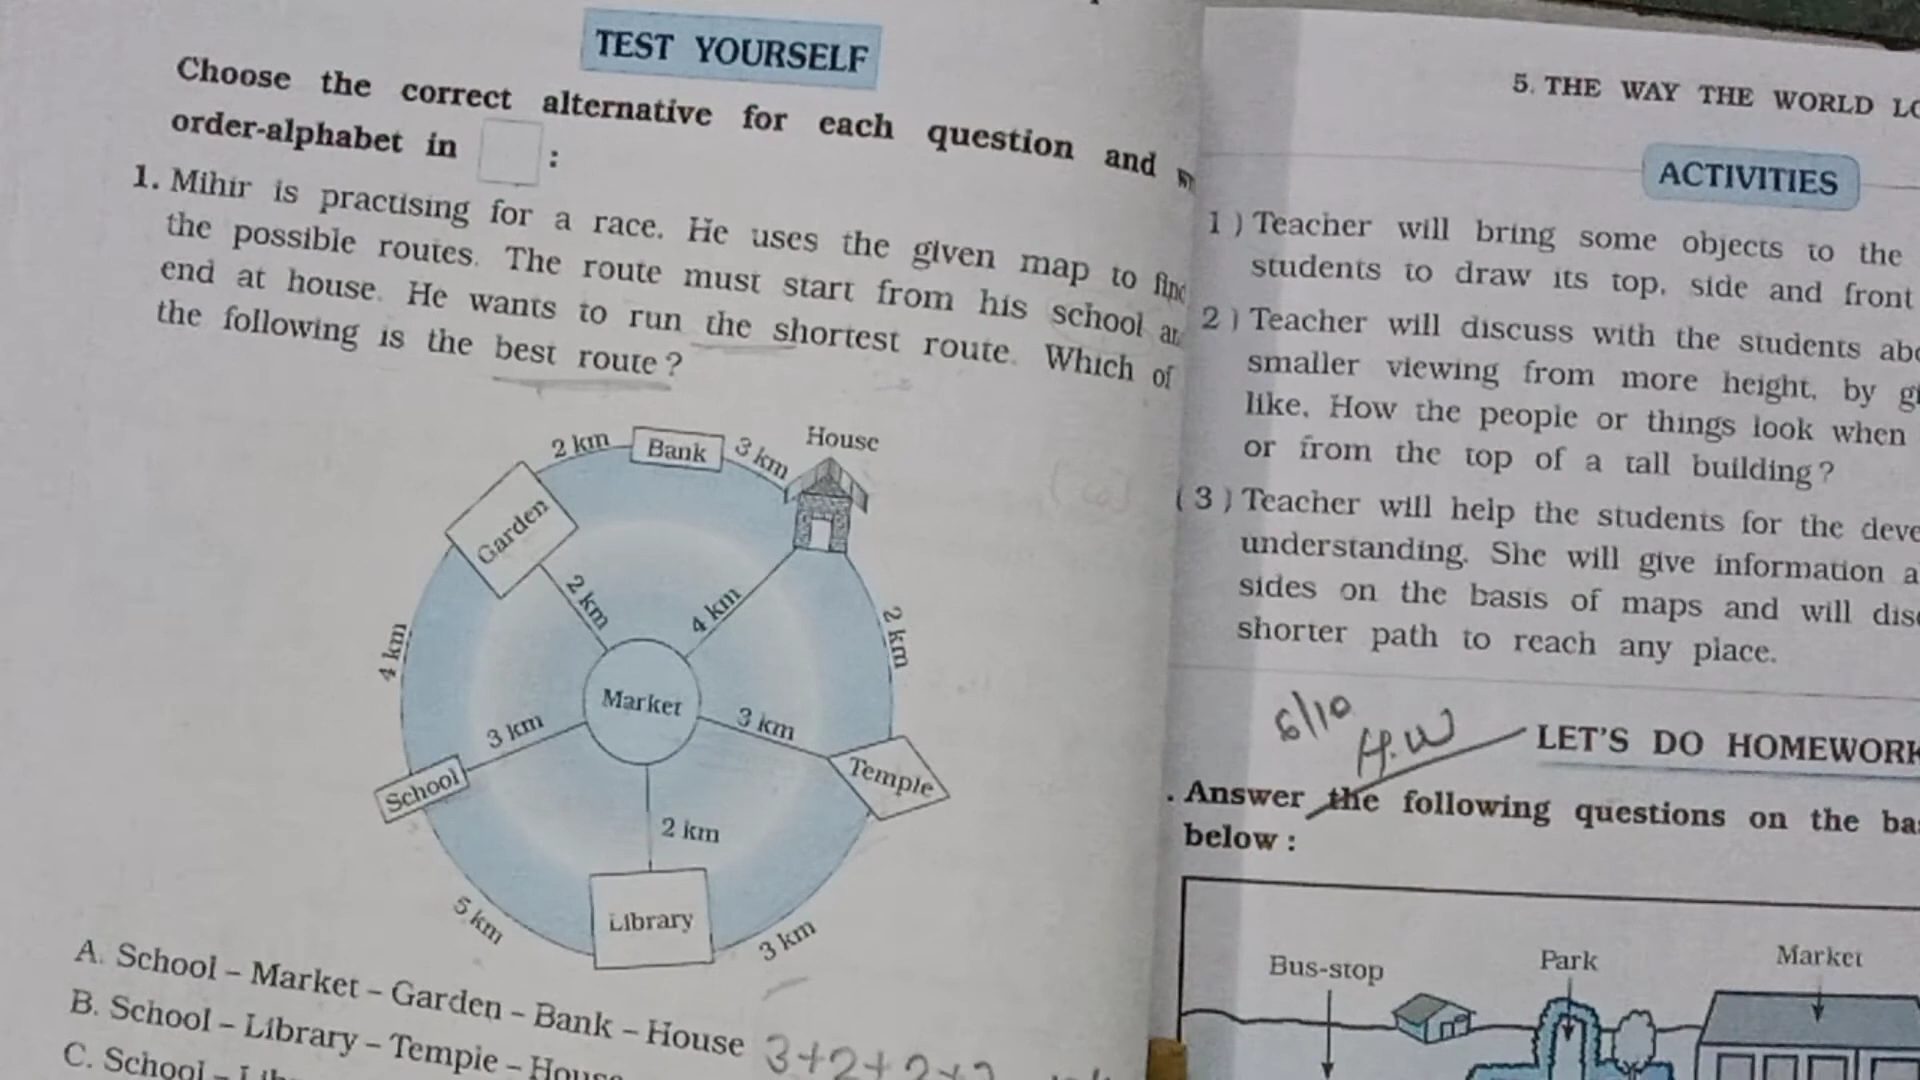 TEST YOURSELF
Choose the correct alternative for each question and
order-alphabet in :
1. Mihir is practising for a race. He uses the given map to find
the possible routes. The route must start from his school
end at house. He wants to run the shortest route. Which of
the following is the best route ?
House
2 km
Bank
3 km
Garden
2 km
4 km
4 km
2 km
Market
3 km
3 km
School
Temple
2 km
Library
5 km
3 km
A. School – Market – Garden – Bank – House
3+2+2+3
B. School – Library – Temple – House
C. School –
5. THE WAY THE WORLD
ACTIVITIES
1 ) Teacher will bring some objects to the
students to draw its top, side and front
2 ) Teacher will discuss with the students
smaller viewing from more height, by
like, How the people or things look when
or from the top of a tall building ?
( 3 ) Teacher will help the students for the
understanding. She will give information
sides on the basis of maps and will
shorter path to reach any place.
6/10
H.W
LET'S DO HOMEWORK
. Answer the following questions on the
below :
Bus-stop
Park
Market